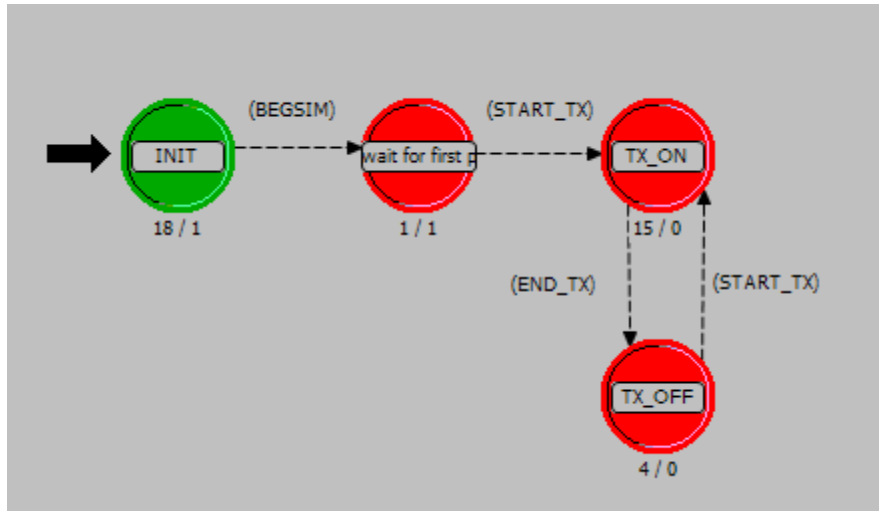 (BEGSIM)
(START_TX)
INIT
wait for first p
TX_ON
18 / 1
1 / 1
15 / 0
(END_TX)
(START_TX)
TX_OFF
4 / 0